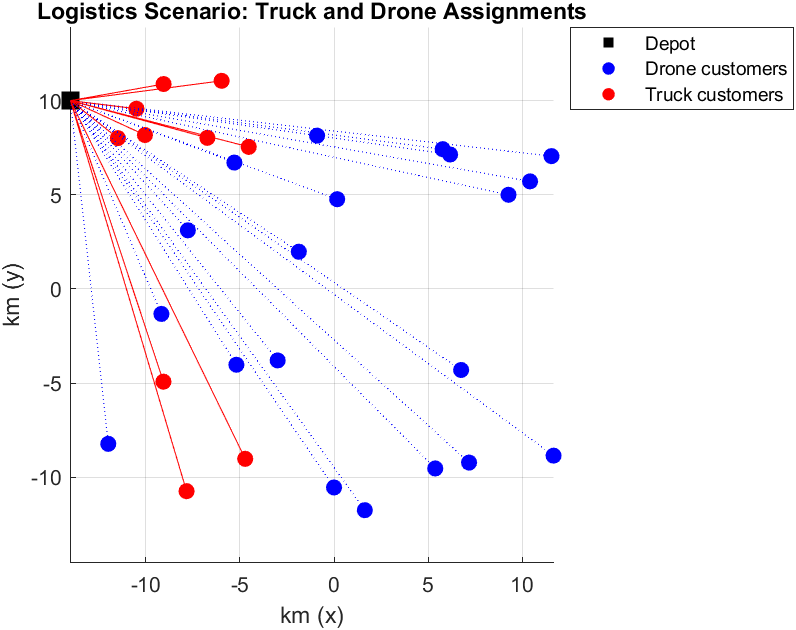 Logistics Scenario: Truck and Drone Assignments
Depot
Drone customers
Truck customers
10
5
0
-5
-10
km (y)
-10
-5
0
5
10
km (x)